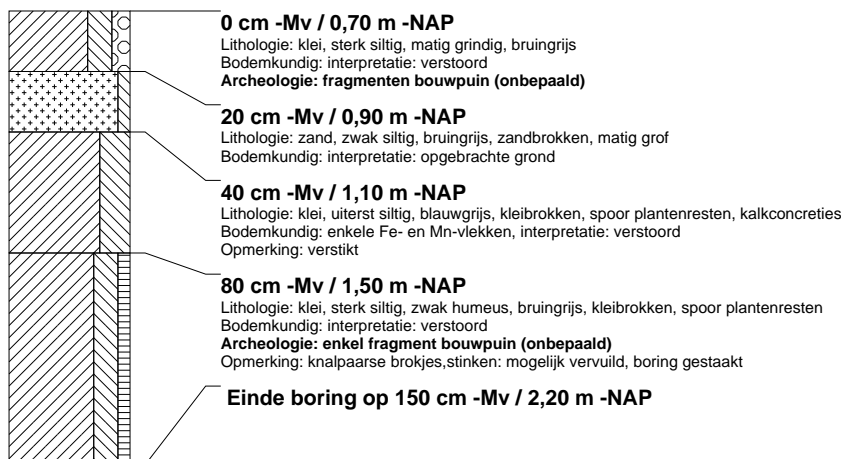 0 cm -Mv / 0,70 m -NAP
Lithologie: klei, sterk siltig, matig grindig, bruingrijs
Bodemkundig: interpretatie: verstoord
Archeologie: fragmenten bouwpuin (onbepaald)
20 cm -Mv / 0,90 m -NAP
Lithologie: zand, zwak siltig, bruingrijs, zandbrokken, matig grof
Bodemkundig: interpretatie: opgebrachte grond
40 cm -Mv / 1,10 m -NAP
Lithologie: klei, uiterst siltig, blauwgrijs, kleibrokken, spoor plantenresten, kalkconcreties
Bodemkundig: enkele Fe- en Mn-vlekken, interpretatie: verstoord
Opmerking: verstikt
80 cm -Mv / 1,50 m -NAP
Lithologie: klei, sterk siltig, zwak humeus, bruingrijs, kleibrokken, spoor plantenresten
Bodemkundig: interpretatie: verstoord
Archeologie: enkel fragment bouwpuin (onbepaald)
Opmerking: knalpaarse brokjes,stinken: mogelijk vervuild, boring gestaakt
Einde boring op 150 cm -Mv / 2,20 m -NAP